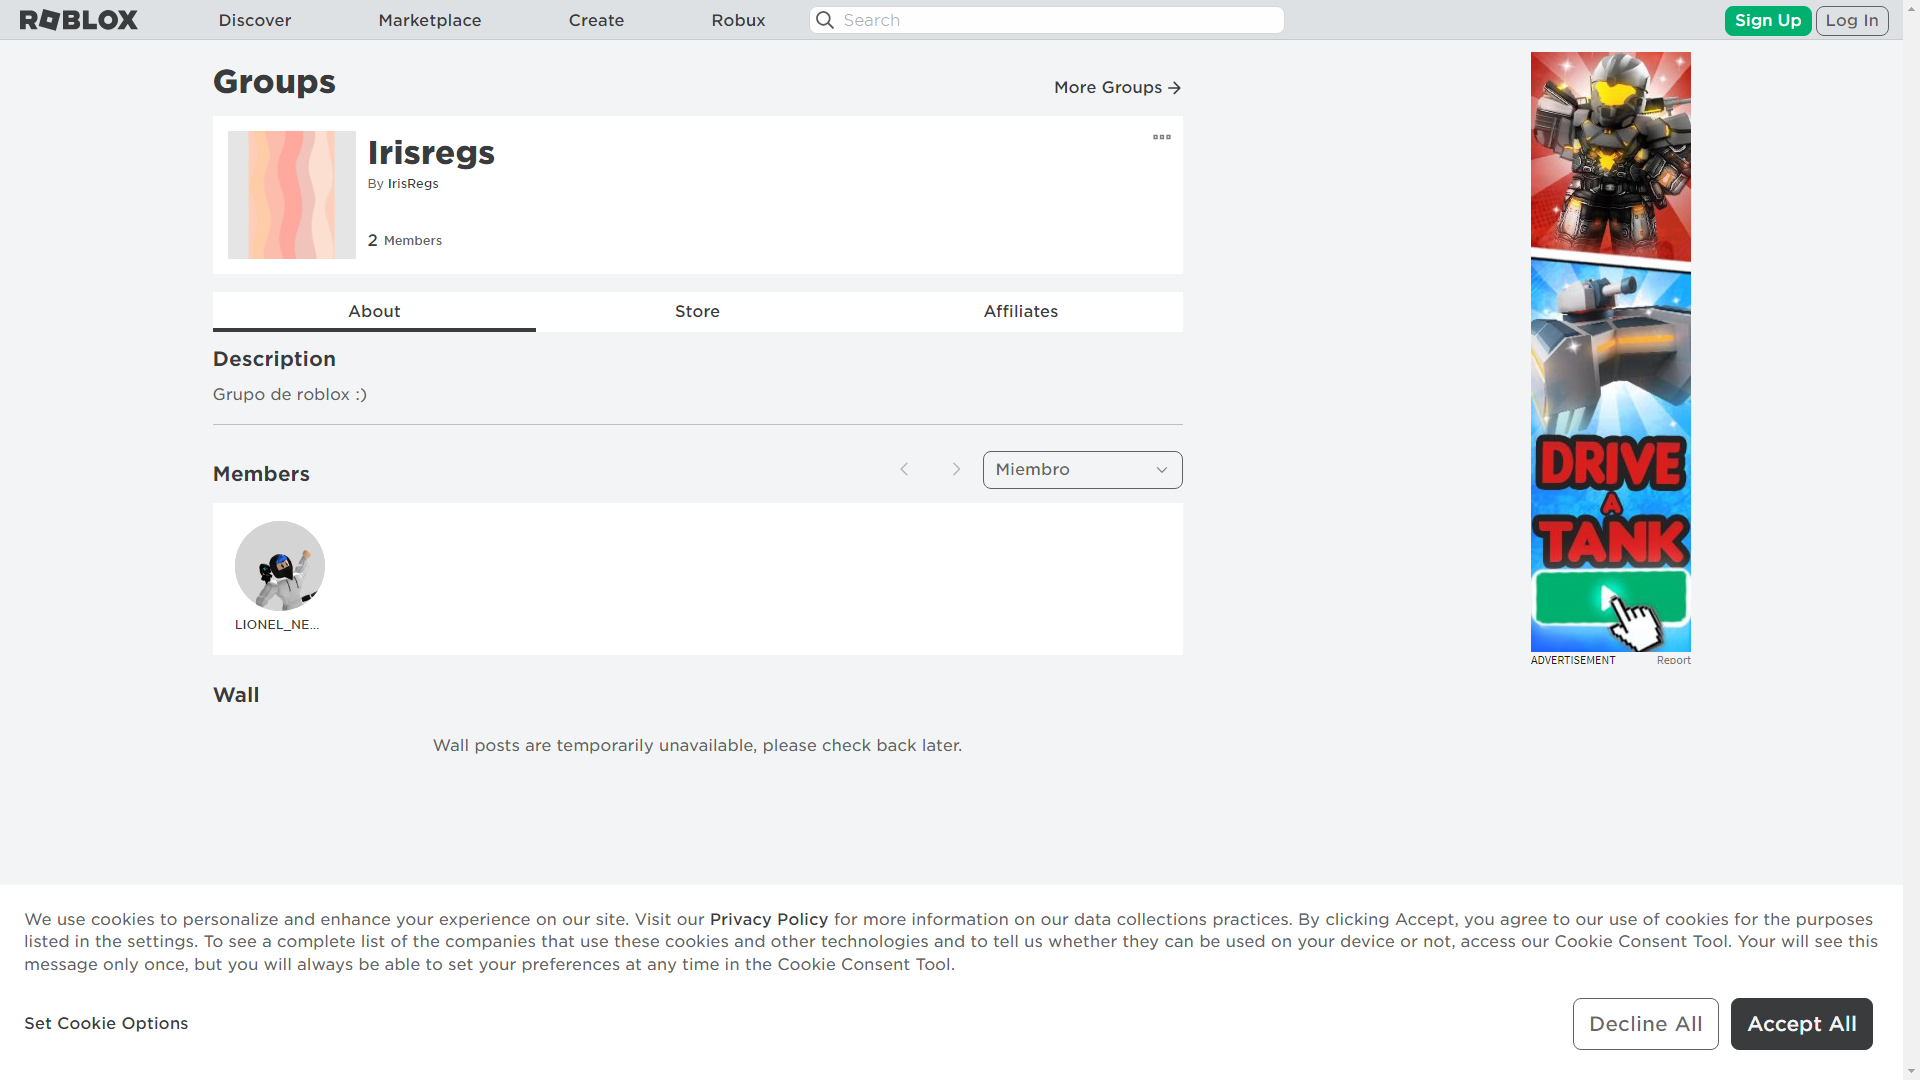 ROBLOX
Discover
Marketplace
Create
Robux
Search
Sign Up
Log In
Groups
More Groups
Irisregs
By IrisRegs
2 Members
About
Store
Affiliates
Description
Grupo de roblox :)
Members
Miembro
LIONEL_NE...
Wall
Wall posts are temporarily unavailable, please check back later.
DRIVE
A
TANK
ADVERTISEMENT
Report
We use cookies to personalize and enhance your experience on our site. Visit our Privacy Policy for more information on our data collections practices. By clicking Accept, you agree to our use of cookies for the purposes
listed in the settings. To see a complete list of the companies that use these cookies and other technologies and to tell us whether they can be used on your device or not, access our Cookie Consent Tool. Your will see this
message only once, but you will always be able to set your preferences at any time in the Cookie Consent Tool.
Set Cookie Options
Decline All
Accept All